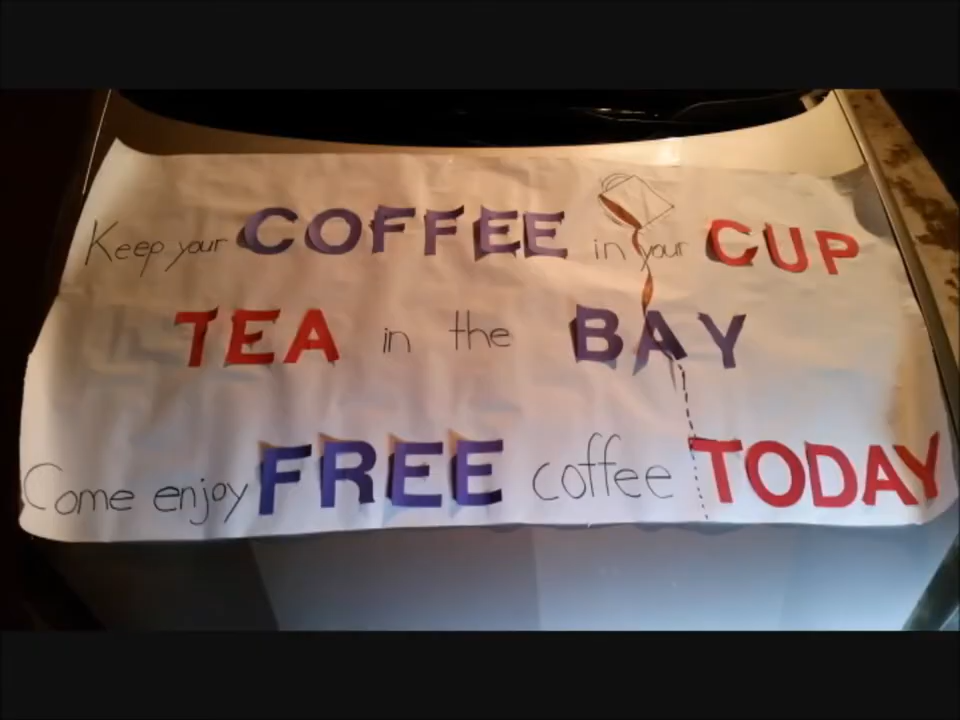 Keep your COFFEE in your CUP
TEA in the BAY
Come enjoy FREE coffee TODAY